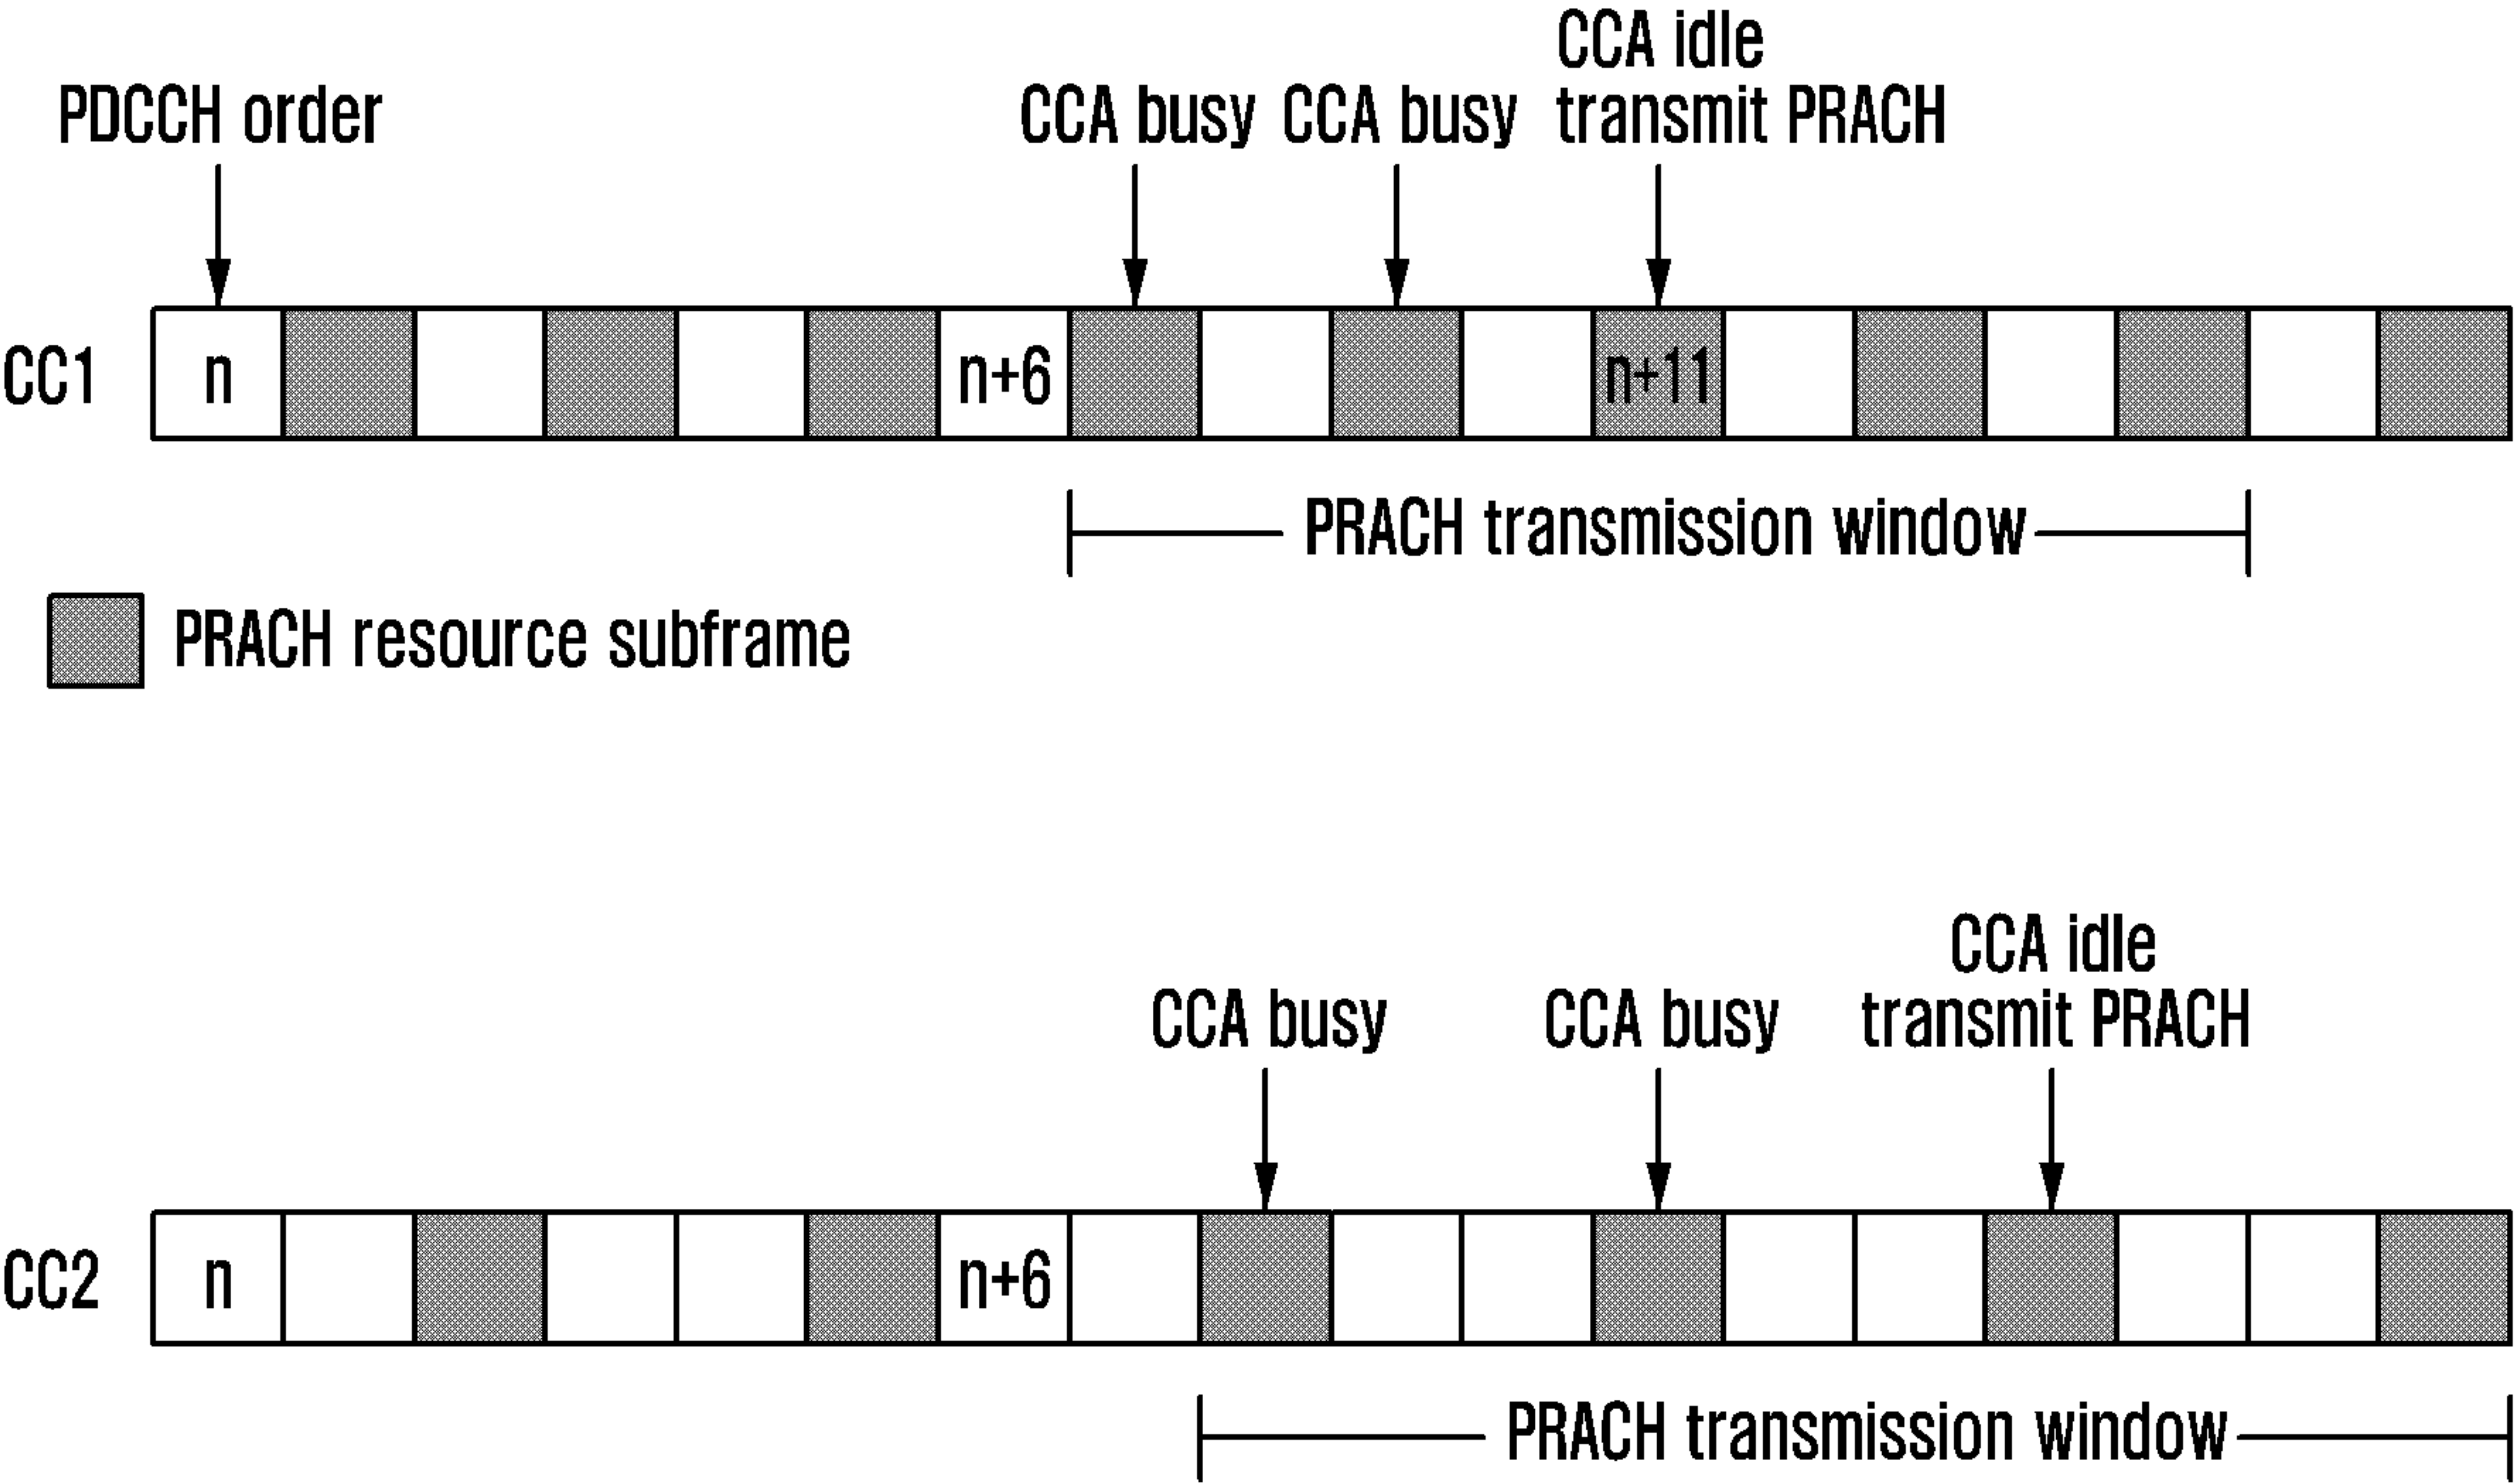 CCA idle
PDCCH order CCA busy CCA busy transmit PRACH
CC1 n n+6 n+11
PRACH transmission window
PRACH resource subframe
CCA idle
CCA busy CCA busy transmit PRACH
CC2 n n+6
PRACH transmission window